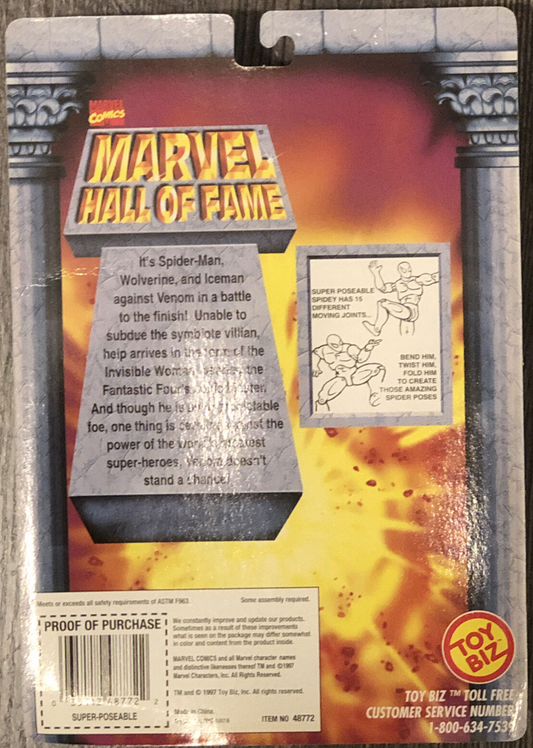 MARVEL
COMICS
MARVEL
HALL OF FAME
It's Spider-Man,
Wolverine, and Iceman
against Venom in a battle
to the finish! Unable to
subdue the symbiote villian,
help arrives in the form of the
Invisible Woman, the
Fantastic Four's
And though he is
foe, one thing is
power of the
super-heroes, doesn't
stand a chance!
SUPER POSEABLE
SPIDEY HAS 15
DIFFERENT
MOVING JOINTS...
BEND HIM,
TWIST HIM,
FOLD HIM
TO CREATE
THOSE AMAZING
SPIDER POSES
Meets or exceeds all safety requirements of ASTM F963. Some assembly required.
PROOF OF PURCHASE
48772 2
SUPER-POSEABLE
We constantly improve and update our products.
Sometimes as a result of these improvements
what is seen on the package may differ somewhat
in color and content from the product inside.
MARVEL COMICS and all Marvel character names
and distinctive likenesses thereof TM and ©1997
Marvel Characters, Inc. All Rights Reserved.
TM and © 1997 Toy Biz, Inc. All Rights Reserved.
Made in China.
ITEM NO 48772
TOY
BIZ
TOY BIZ ™ TOLL FREE
CUSTOMER SERVICE NUMBER
1-800-634-7539